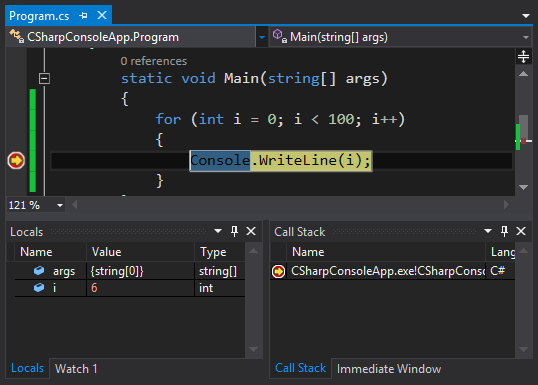 Program.cs
CSharpConsoleApp.Program Main(string[] args)
0 references
static void Main(string[] args)
{
for (int i = 0; i < 100; i++)
{
Console.WriteLine(i);
}
121 %
Locals
Name Value Type
args {string[0]} string[]
i 6 int
Locals Watch 1
Call Stack
Name Lang
CSharpConsoleApp.exe!CSharpConso C#
Call Stack Immediate Window